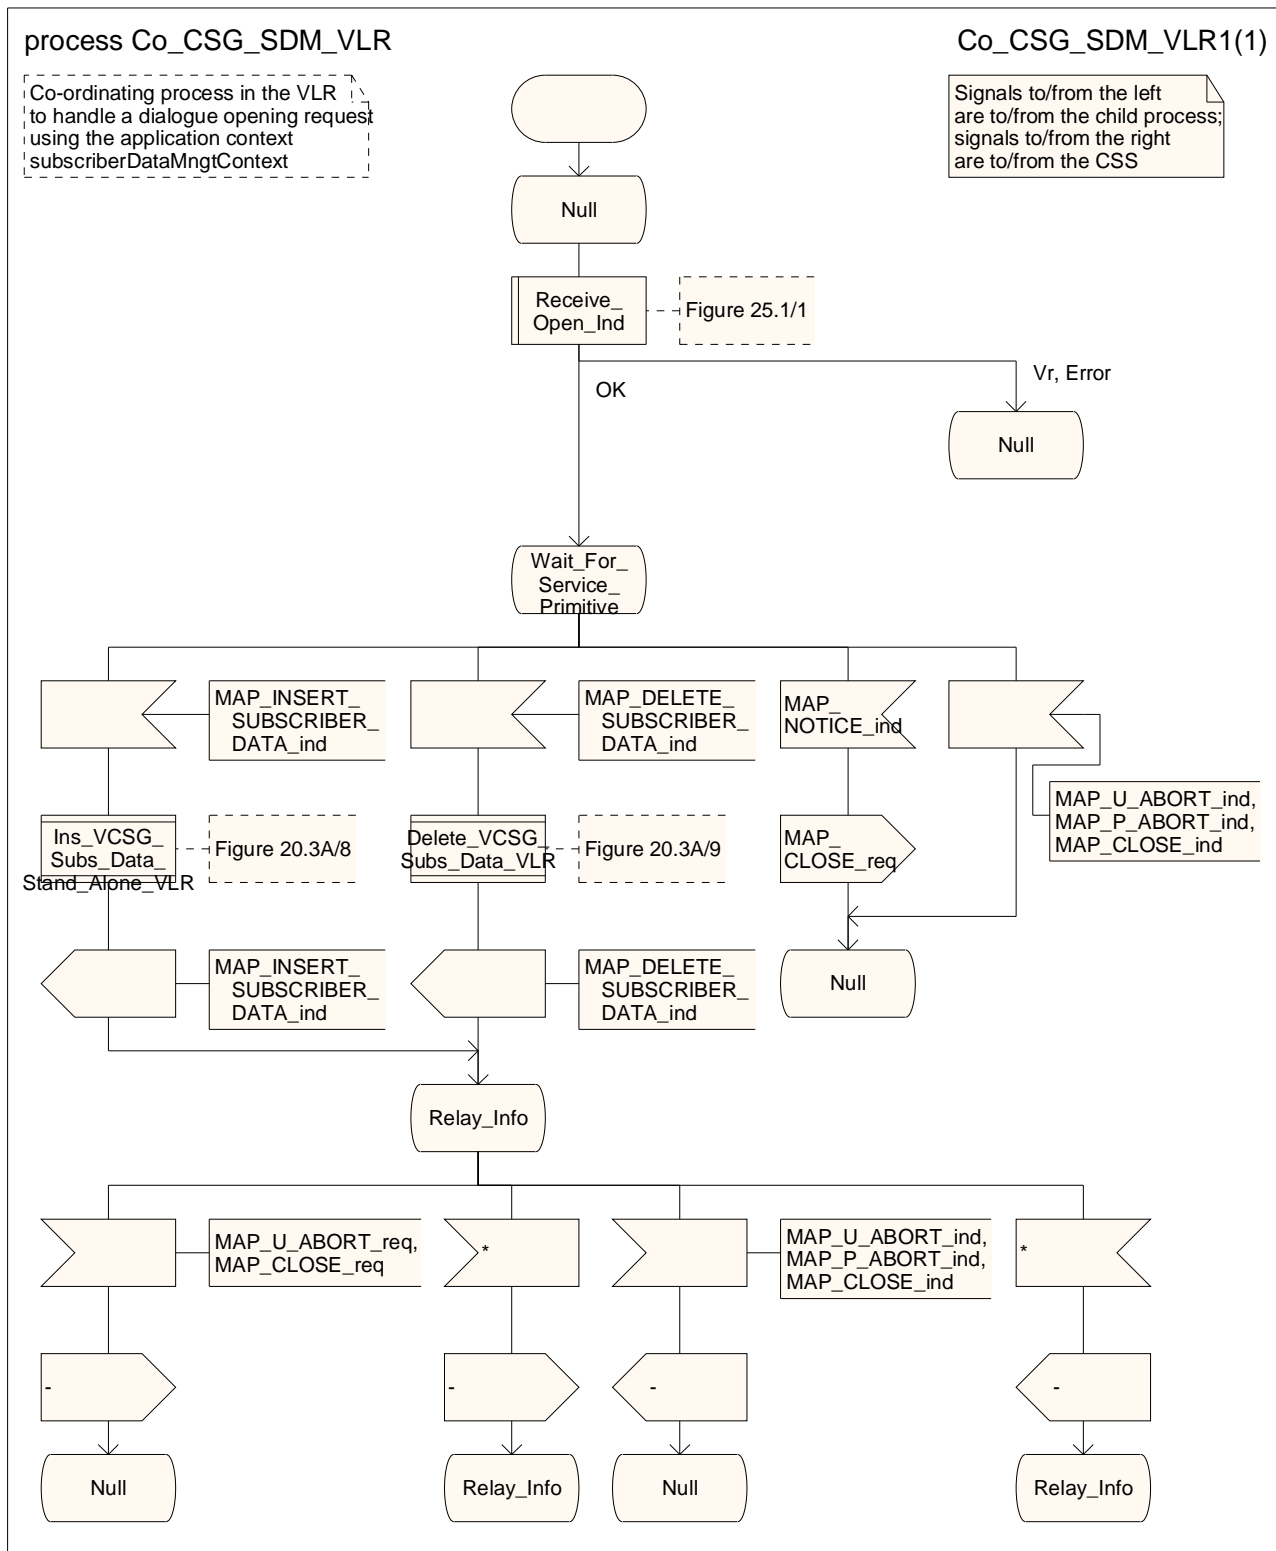 process Co_CSG_SDM_VLR
Co_CSG_SDM_VLR1(1)
Co-ordinating process in the VLR
to handle a dialogue opening request
using the application context
subscriberDataMngtContext
Signals to/from the left
are to/from the child process;
signals to/from the right
are to/from the CSS
Null
Receive_
Open_Ind
Figure 25.1/1
OK
Vr, Error
Null
Wait_For_
Service_
Primitive
MAP_INSERT_
SUBSCRIBER_
DATA_ind
MAP_DELETE_
SUBSCRIBER_
DATA_ind
MAP_
NOTICE_ind
MAP_U_ABORT_ind,
MAP_P_ABORT_ind,
MAP_CLOSE_ind
Ins_VCSG_
Subs_Data_
Stand_Alone_VLR
Figure 20.3A/8
Delete_VCSG_
Subs_Data_VLR
Figure 20.3A/9
MAP_
CLOSE_req
MAP_INSERT_
SUBSCRIBER_
DATA_ind
MAP_DELETE_
SUBSCRIBER_
DATA_ind
Null
Relay_Info
MAP_U_ABORT_req,
MAP_CLOSE_req
*
MAP_U_ABORT_ind,
MAP_P_ABORT_ind,
MAP_CLOSE_ind
*
-
-
-
-
Null
Relay_Info
Null
Relay_Info